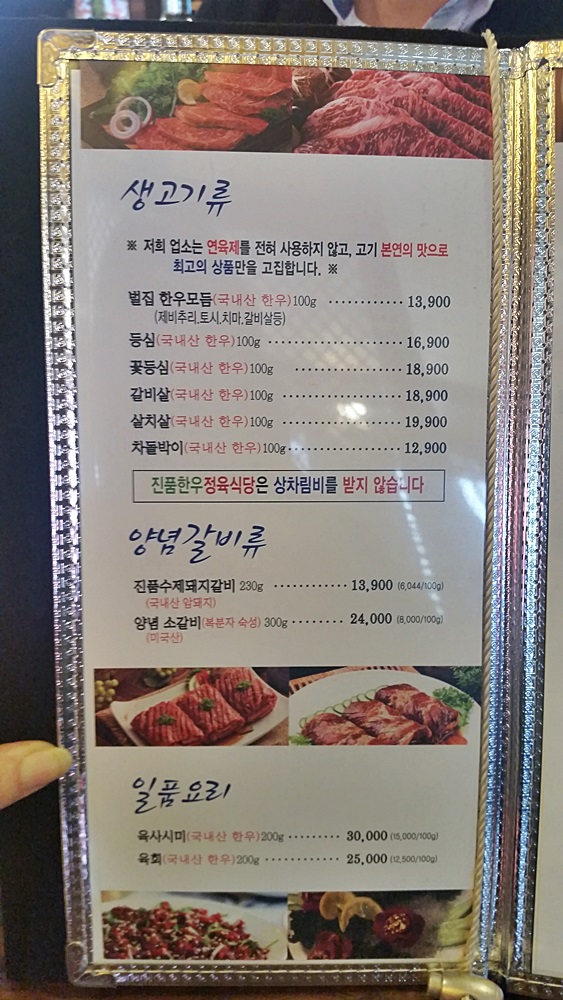 생고기류
※ 저희 업소는 연육제를 전혀 사용하지 않고, 고기 본연의 맛으로
최고의 상품만을 고집합니다. ※
벌집 한우모듬(국내산 한우)100g ············ 13,900
(제비추리,토시,치마,갈비살등)
등심(국내산 한우)100g ···················· 16,900
꽃등심(국내산 한우)100g ················ 18,900
갈비살(국내산 한우)100g ················· 18,900
살치살(국내산 한우)100g ················· 19,900
차돌박이(국내산 한우)100g ················· 12,900
진품한우정육식당은 상차림비를 받지 않습니다
양념갈비류
진품수제돼지갈비 230g ············ 13,900 (6,044/100g)
(국내산 암돼지)
양념 소갈비(복분자 숙성) 300g ········· 24,000 (8,000/100g)
(미국산)
일품요리
육사시미(국내산 한우)200g ········· 30,000 (15,000/100g)
육회(국내산 한우)200g ············· 25,000 (12,500/100g)